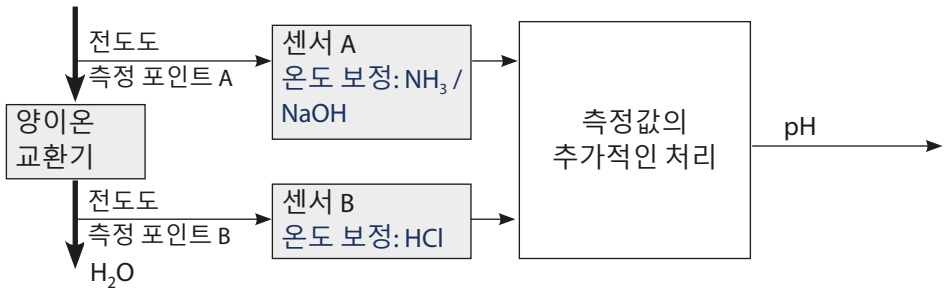 전도도
측정 포인트 A
센서 A
온도 보정: NH₃ /
NaOH
양이온
교환기
측정값의
추가적인 처리
pH
전도도
측정 포인트 B
센서 B
온도 보정: HCl
H₂O